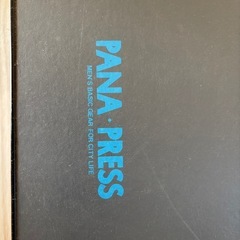 PANA・PRESS
MEN'S BASIC GEAR FOR CITY LIFE.